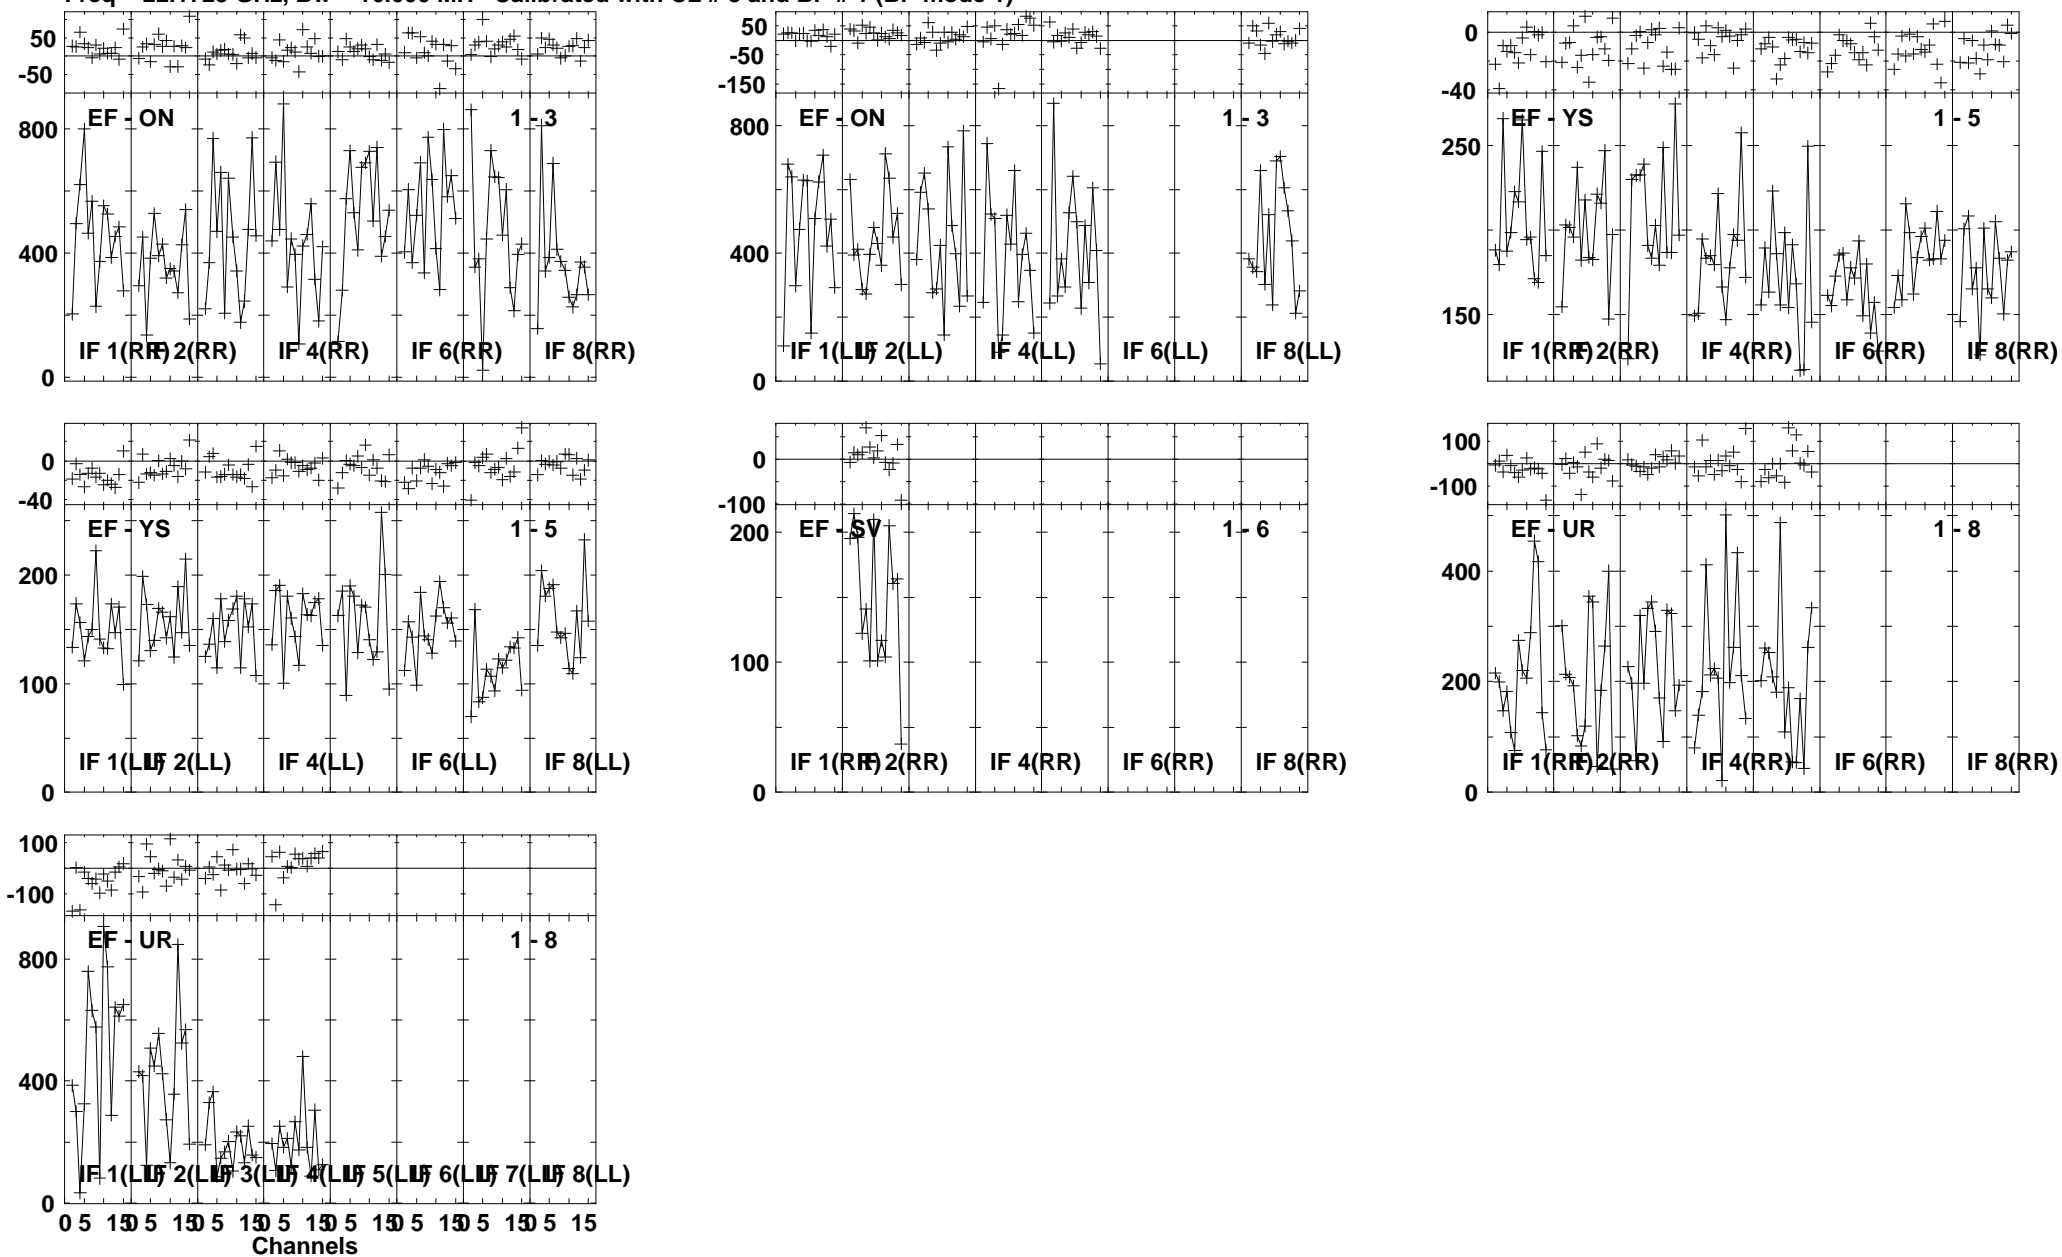 50
-50
EF - ON
1 - 3
800
400
0
IF 1(RR) 2(RR) IF 4(RR) IF 6(RR) IF 8(RR)
50
-50
-150
EF - ON
1 - 3
800
400
0
IF 1(LL) IF 2(LL) IF 4(LL) IF 6(LL) IF 8(LL)
0
-40
EF - YS
1 - 5
250
150
IF 1(RR) 2(RR) IF 4(RR) IF 6(RR) IF 8(RR)
0
-40
EF - YS
1 - 5
200
100
0
IF 1(LL) IF 2(LL) IF 4(LL) IF 6(LL) IF 8(LL)
0
-100
EF - SV
1 - 6
200
100
0
IF 1(RR) 2(RR) IF 4(RR) IF 6(RR) IF 8(RR)
100
-100
EF - UR
1 - 8
400
200
0
IF 1(RR) 2(RR) IF 4(RR) IF 6(RR) IF 8(RR)
100
-100
EF - UR
1 - 8
800
400
0
IF 1(LL) IF 2(LL) IF 3(LL) IF 4(LL) IF 5(LL) IF 6(LL) IF 7(LL) IF 8(LL)
0 5 15 0 5 15 0 5 15 0 5 15 0 5 15 0 5 15 0 5 15 0 5 15
Channels